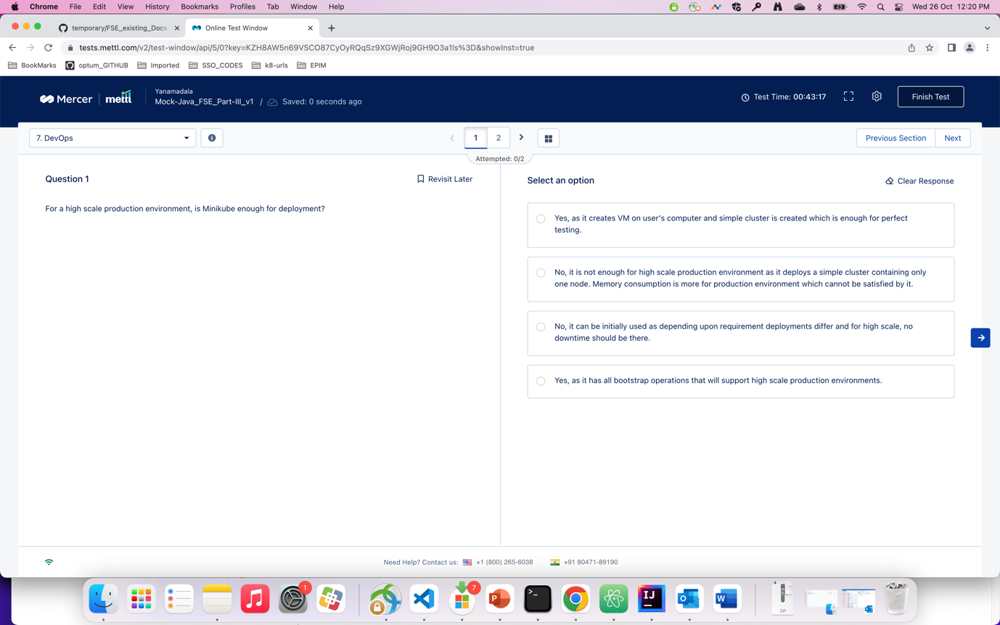 Chrome File Edit View History Bookmarks Profiles Tab Window Help Wed 26 Oct 12:20 PM
temporary/FSE_existing_Docs Online Test Window
tests.mettl.com/v2/test-window/api/5/0?key=KZH8AW5n69VSCO87CyOyRQqSz9XGWjRoj9GH9O3a1Is%3D&showInst=true
BookMarks optum_GITHUB Imported SSO_CODES k8-urls EPIM
Mercer mettl
Yanamadala
Mock-Java_FSE_Part-III_v1 / Saved: 0 seconds ago
Test Time: 00:43:17
Finish Test
7. DevOps
1 2
Attempted: 0/2
Previous Section Next
Question 1
Revisit Later
For a high scale production environment, is Minikube enough for deployment?
Select an option
Clear Response
Yes, as it creates VM on user's computer and simple cluster is created which is enough for perfect
testing.
No, it is not enough for high scale production environment as it deploys a simple cluster containing only
one node. Memory consumption is more for production environment which cannot be satisfied by it.
No, it can be initially used as depending upon requirement deployments differ and for high scale, no
downtime should be there.
Yes, as it has all bootstrap operations that will support high scale production environments.
Need Help? Contact us: +1 (800) 265-6038 +91 80471-89190
1 7
P >_ IJ O W ZIP